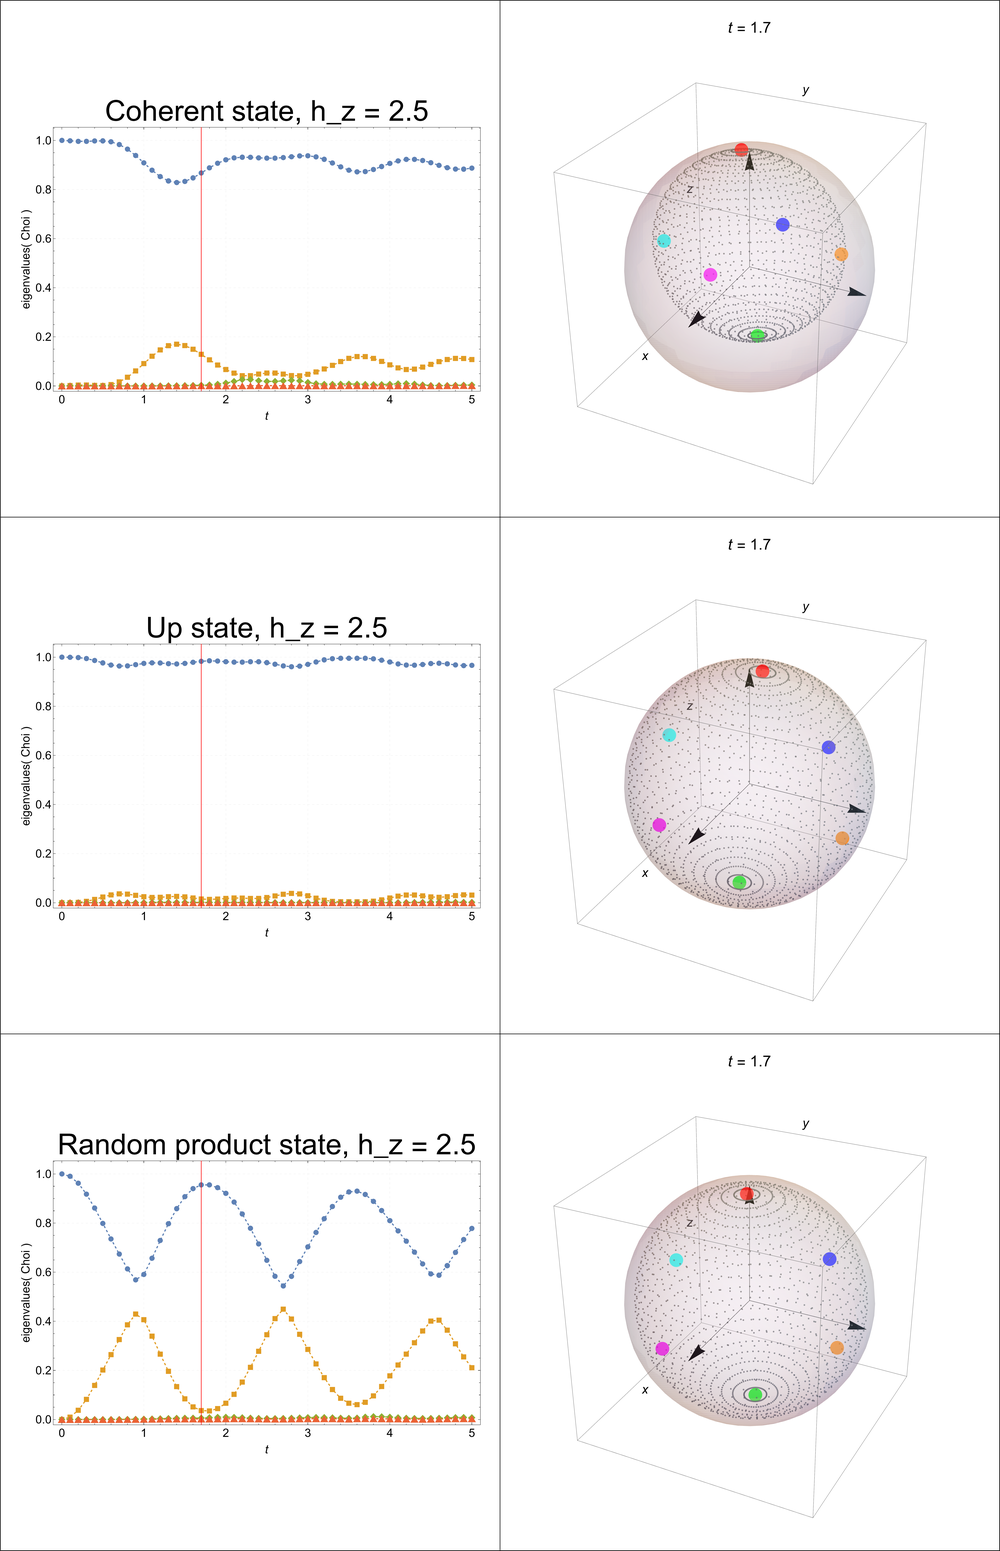 t = 1.7
Coherent state, h_z = 2.5
y
z
x
eigenvalues( Choi )
1.0
0.8
0.6
0.4
0.2
0.0
0 1 2 3 4 5
t
t = 1.7
Up state, h_z = 2.5
y
z
x
eigenvalues( Choi )
1.0
0.8
0.6
0.4
0.2
0.0
0 1 2 3 4 5
t
t = 1.7
Random product state, h_z = 2.5
y
z
x
eigenvalues( Choi )
1.0
0.8
0.6
0.4
0.2
0.0
0 1 2 3 4 5
t